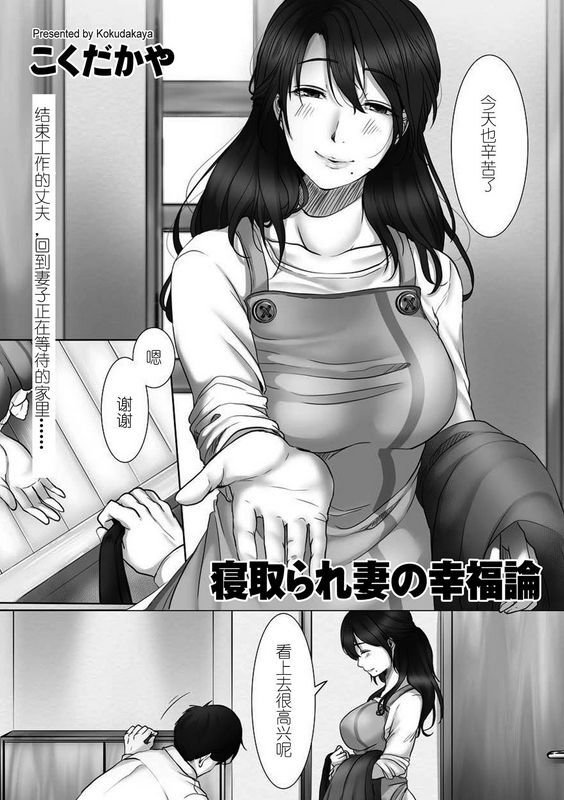 Presented by Kokudakaya
こくだかや
今天也辛苦了
结束工作的丈夫,回到妻子正在等待的家里……
嗯
谢谢
寝取られ妻の幸福論
看上去很高兴呢